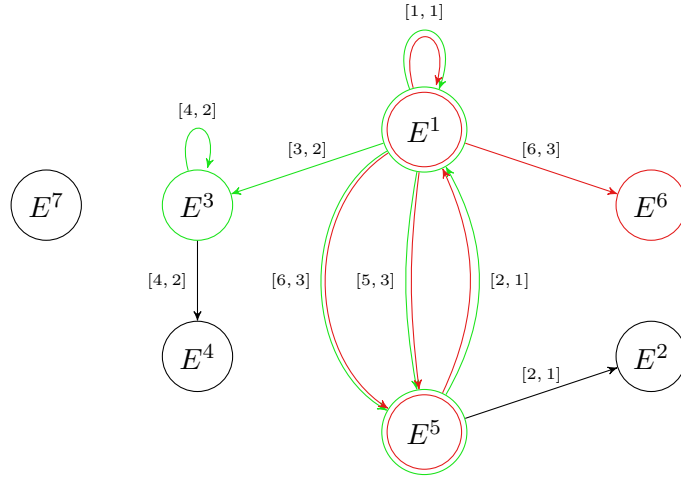 [1, 1]
E^1
[4, 2]
[3, 2]
[6, 3]
E^7
E^3
E^6
[4, 2]
[6, 3]
[5, 3]
[2, 1]
E^4
[2, 1]
E^2
E^5